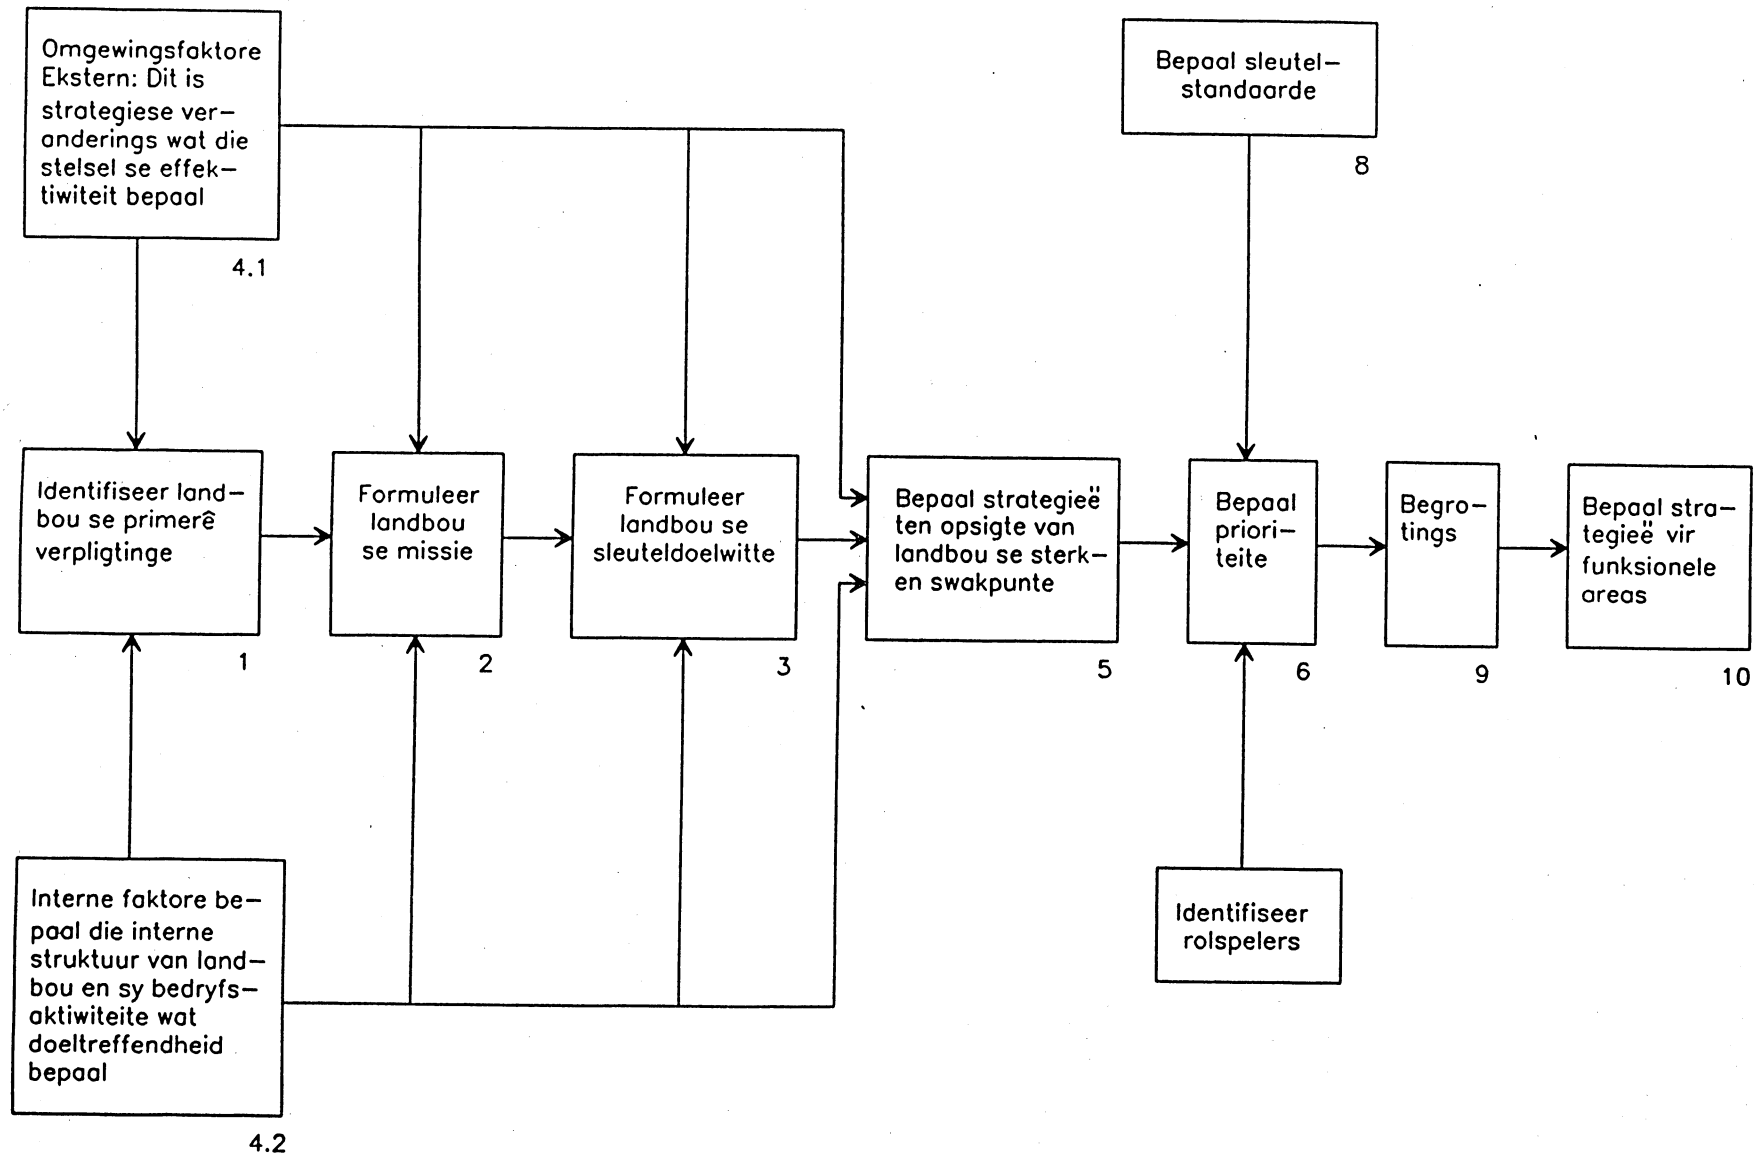 Omgewingsfaktore
Ekstern: Dit is
strategiese ver–
anderings wat die
stelsel se effek–
tiwiteit bepaal
4.1
Bepaal sleutel–
standaarde
8
Identifiseer land–
bou se primerê
verpligtinge
1
Formuleer
landbou
se missie
2
Formuleer
landbou se
sleuteldoelwitte
3
Bepaal strategieë
ten opsigte van
landbou se sterk–
en swakpunte
5
Bepaal
priori–
teite
6
Begro–
tings
9
Bepaal stra–
tegieë vir
funksionele
areas
10
Interne faktore be–
paal die interne
struktuur van land–
bou en sy bedryfs–
aktiwiteite wat
doeltreffendheid
bepaal
4.2
Identifiseer
rolspelers